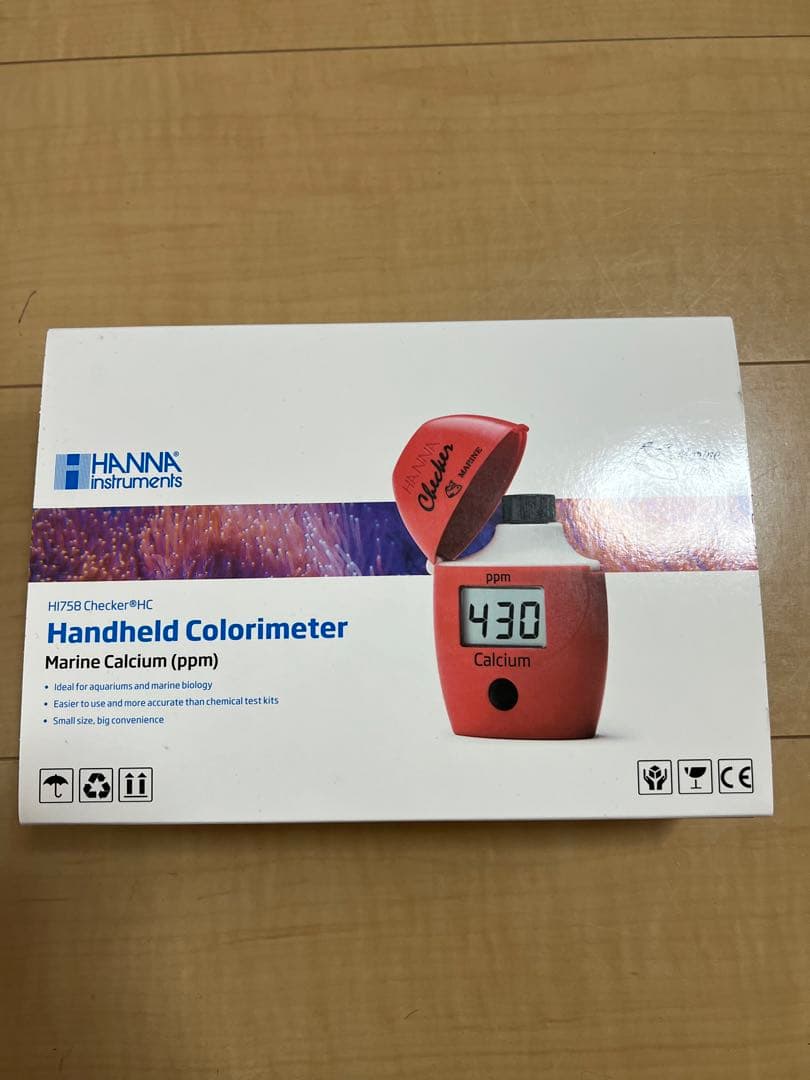 HANNA®
instruments
HANNA
Checker
MARINE
ppm
430
Calcium
HI758 Checker®HC
Handheld Colorimeter
Marine Calcium (ppm)
• Ideal for aquariums and marine biology
• Easier to use and more accurate than chemical test kits
• Small size, big convenience
CE